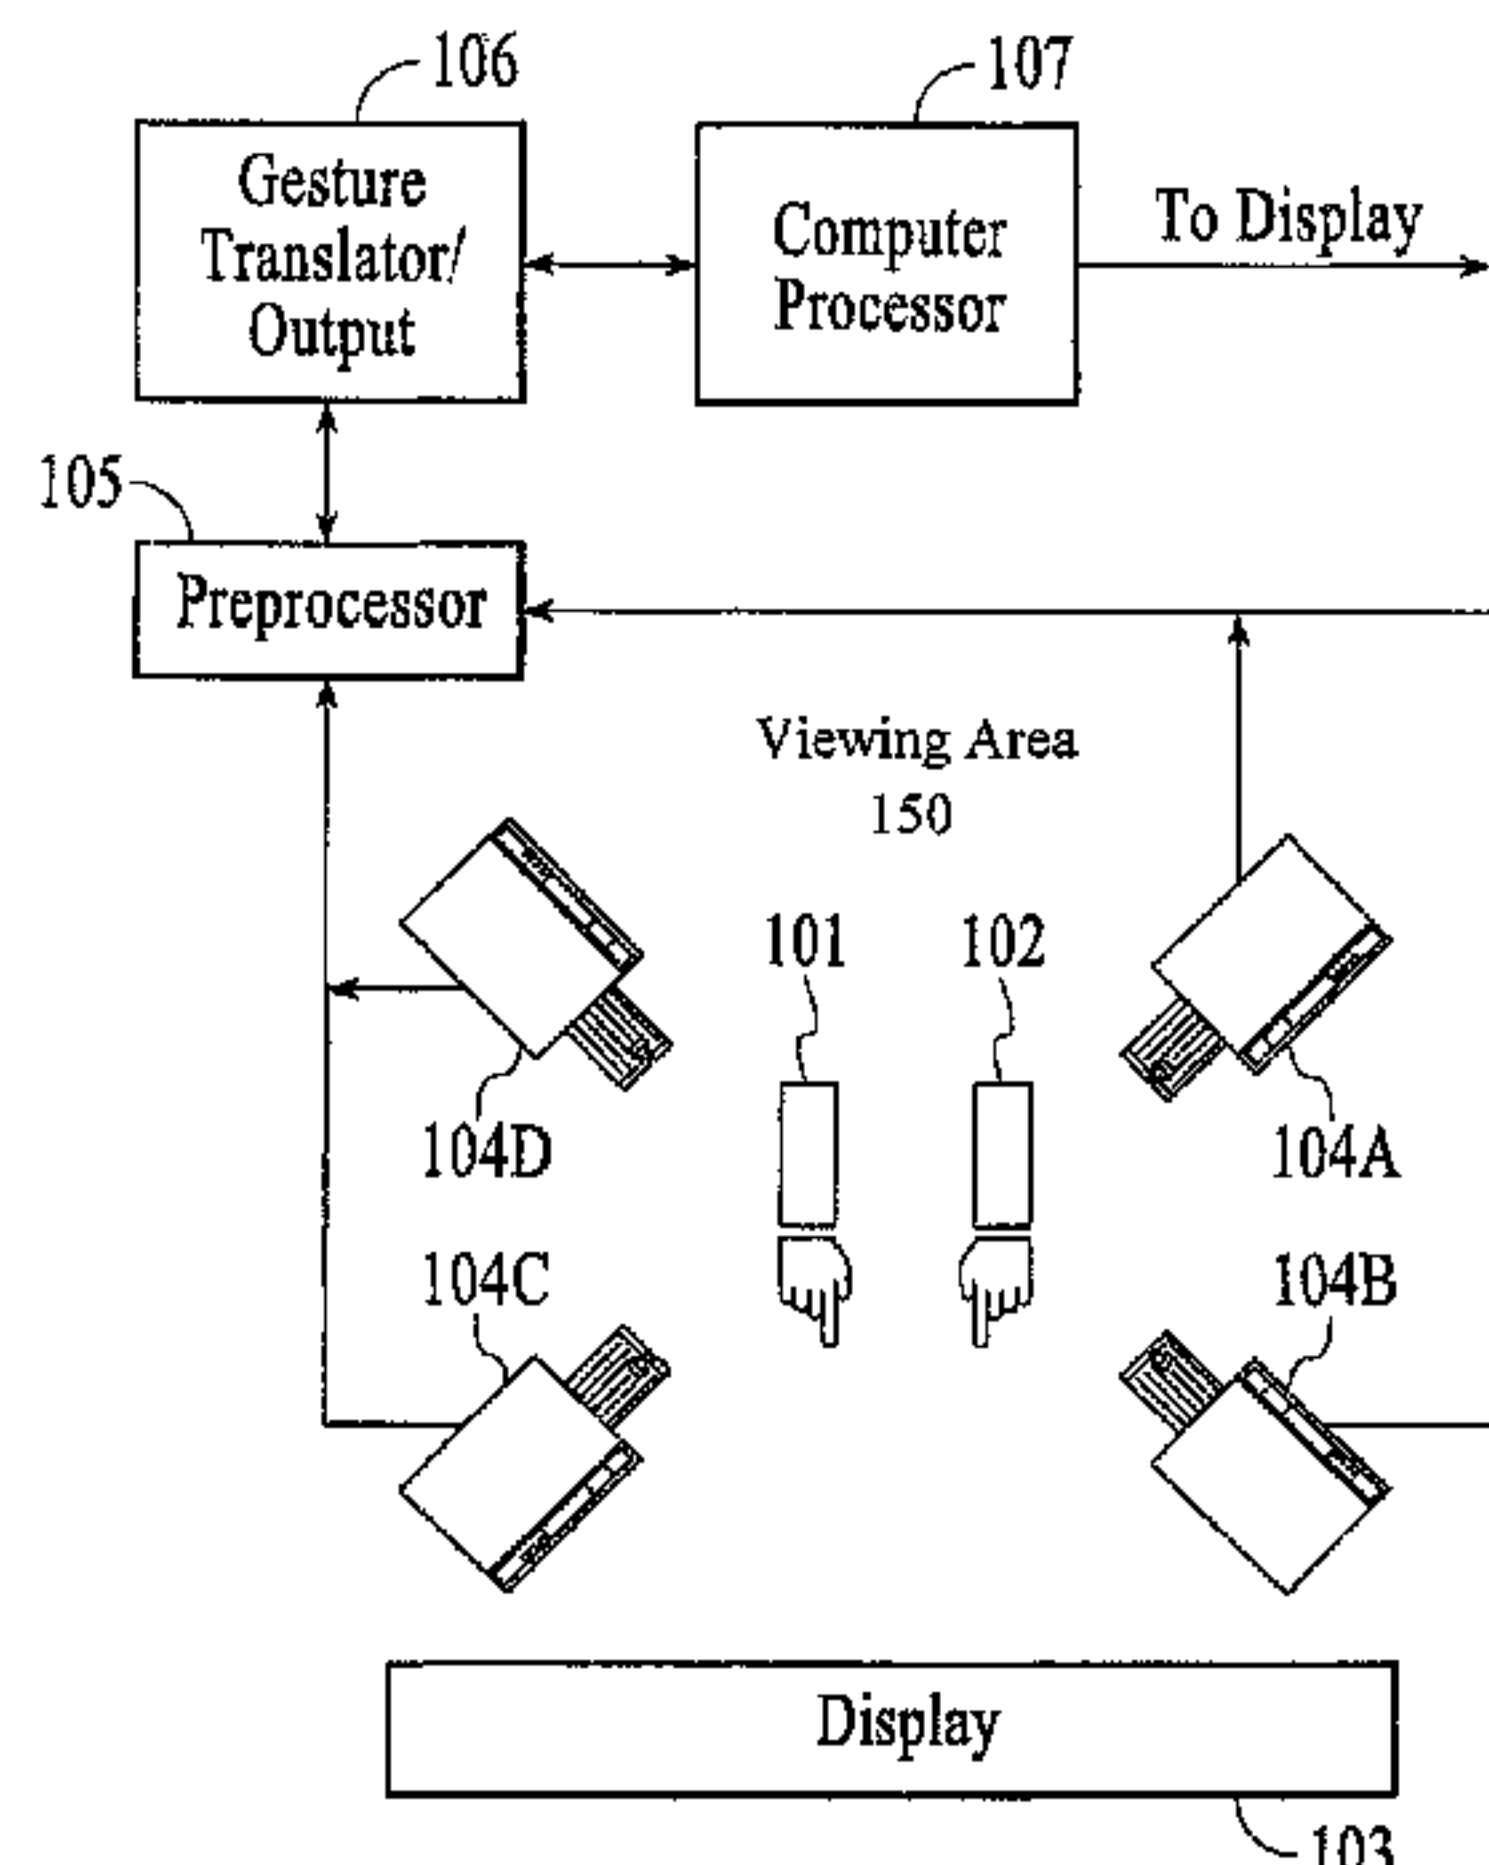 106
107
Gesture
Translator/
Output
Computer
Processor
To Display
105
Preprocessor
Viewing Area
150
101
102
104D
104A
104C
104B
Display
103